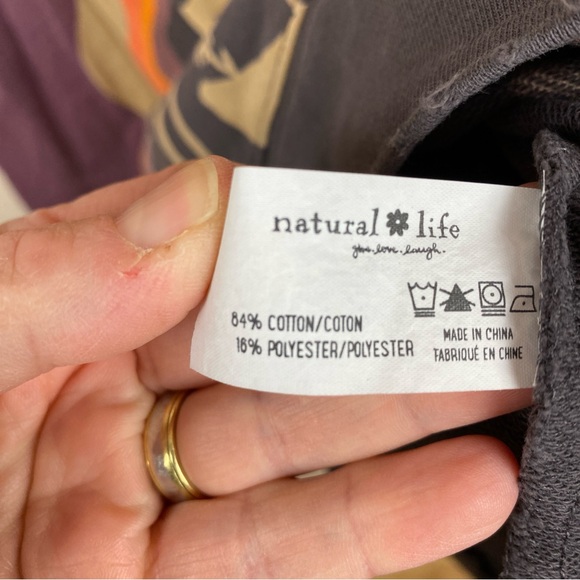 natural life
give.love.laugh.
84% COTTON/COTON
16% POLYESTER/POLYESTER
MADE IN CHINA
FABRIQUÉ EN CHINE